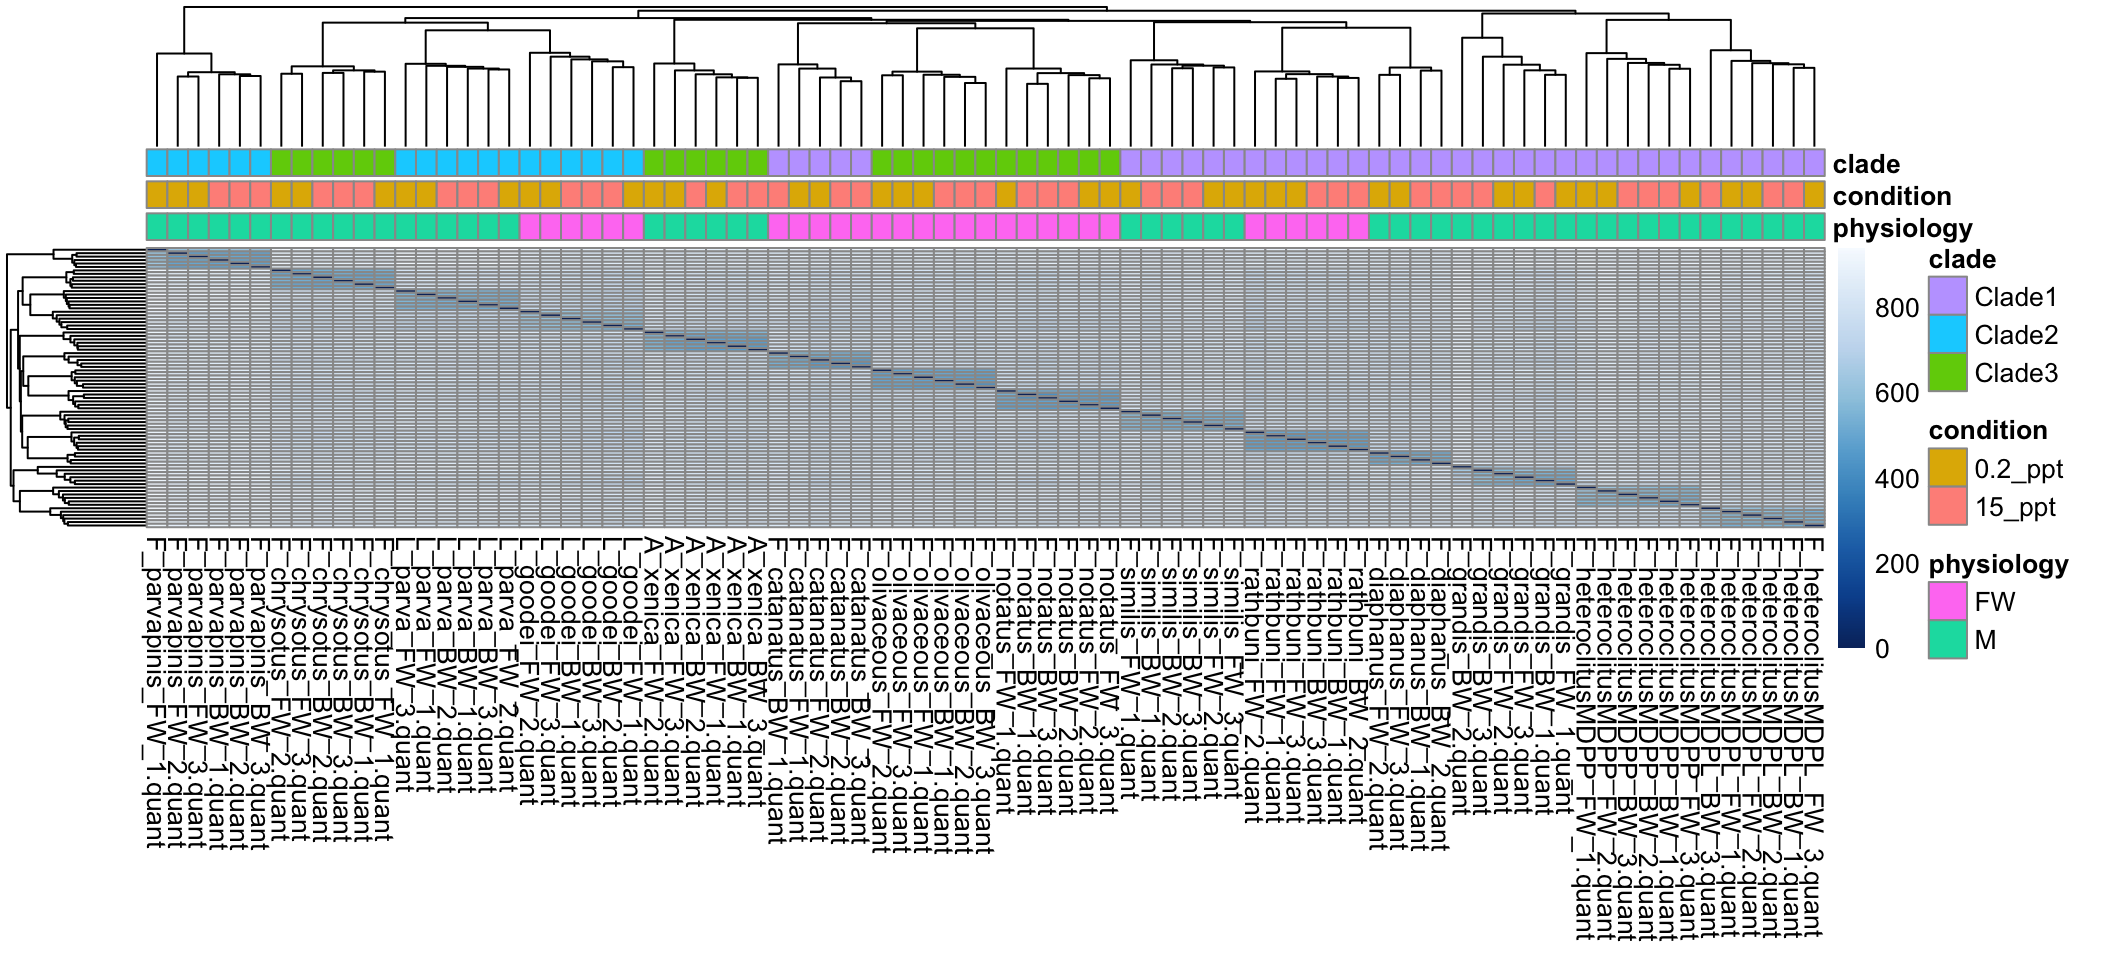 clade
condition
physiology
clade
Clade1
Clade2
Clade3
condition
0.2_ppt
15_ppt
physiology
FW
M
800
600
400
200
0
F_parvapinis_FW_1.quant
F_parvapinis_FW_2.quant
F_parvapinis_FW_3.quant
F_parvapinis_BW_1.quant
F_parvapinis_BW_2.quant
F_parvapinis_BW_3.quant
F_chrysotus_FW_2.quant
F_chrysotus_FW_3.quant
F_chrysotus_BW_2.quant
F_chrysotus_BW_3.quant
F_chrysotus_BW_1.quant
F_chrysotus_FW_1.quant
L_parva_FW_3.quant
L_parva_FW_1.quant
L_parva_BW_2.quant
L_parva_BW_1.quant
L_parva_BW_3.quant
L_parva_FW_2.quant
L_goodei_FW_2.quant
L_goodei_FW_3.quant
L_goodei_BW_1.quant
L_goodei_BW_3.quant
L_goodei_BW_2.quant
L_goodei_FW_1.quant
A_xenica_FW_2.quant
A_xenica_FW_3.quant
A_xenica_BW_2.quant
A_xenica_FW_1.quant
A_xenica_BW_1.quant
A_xenica_BW_3.quant
F_catanatus_BW_1.quant
F_catanatus_FW_1.quant
F_catanatus_FW_2.quant
F_catanatus_BW_2.quant
F_catanatus_BW_3.quant
F_olivaceous_FW_2.quant
F_olivaceous_FW_3.quant
F_olivaceous_FW_1.quant
F_olivaceous_BW_1.quant
F_olivaceous_BW_2.quant
F_olivaceous_BW_3.quant
F_notatus_FW_1.quant
F_notatus_BW_1.quant
F_notatus_BW_3.quant
F_notatus_BW_2.quant
F_notatus_FW_2.quant
F_notatus_FW_3.quant
F_similis_FW_1.quant
F_similis_BW_1.quant
F_similis_BW_2.quant
F_similis_BW_3.quant
F_similis_FW_2.quant
F_similis_FW_3.quant
F_rathbuni_FW_2.quant
F_rathbuni_FW_1.quant
F_rathbuni_FW_3.quant
F_rathbuni_BW_3.quant
F_rathbuni_BW_1.quant
F_rathbuni_BW_2.quant
F_diaphanus_FW_2.quant
F_diaphanus_FW_3.quant
F_diaphanus_BW_1.quant
F_diaphanus_BW_2.quant
F_grandis_BW_2.quant
F_grandis_BW_3.quant
F_grandis_FW_2.quant
F_grandis_FW_3.quant
F_grandis_BW_1.quant
F_grandis_FW_1.quant
F_heteroclitusMDPP_FW_1.quant
F_heteroclitusMDPP_FW_2.quant
F_heteroclitusMDPP_BW_3.quant
F_heteroclitusMDPP_BW_2.quant
F_heteroclitusMDPP_BW_1.quant
F_heteroclitusMDPP_FW_3.quant
F_heteroclitusMDPL_BW_3.quant
F_heteroclitusMDPL_FW_1.quant
F_heteroclitusMDPL_FW_2.quant
F_heteroclitusMDPL_BW_2.quant
F_heteroclitusMDPL_BW_1.quant
F_heteroclitusMDPL_FW_3.quant